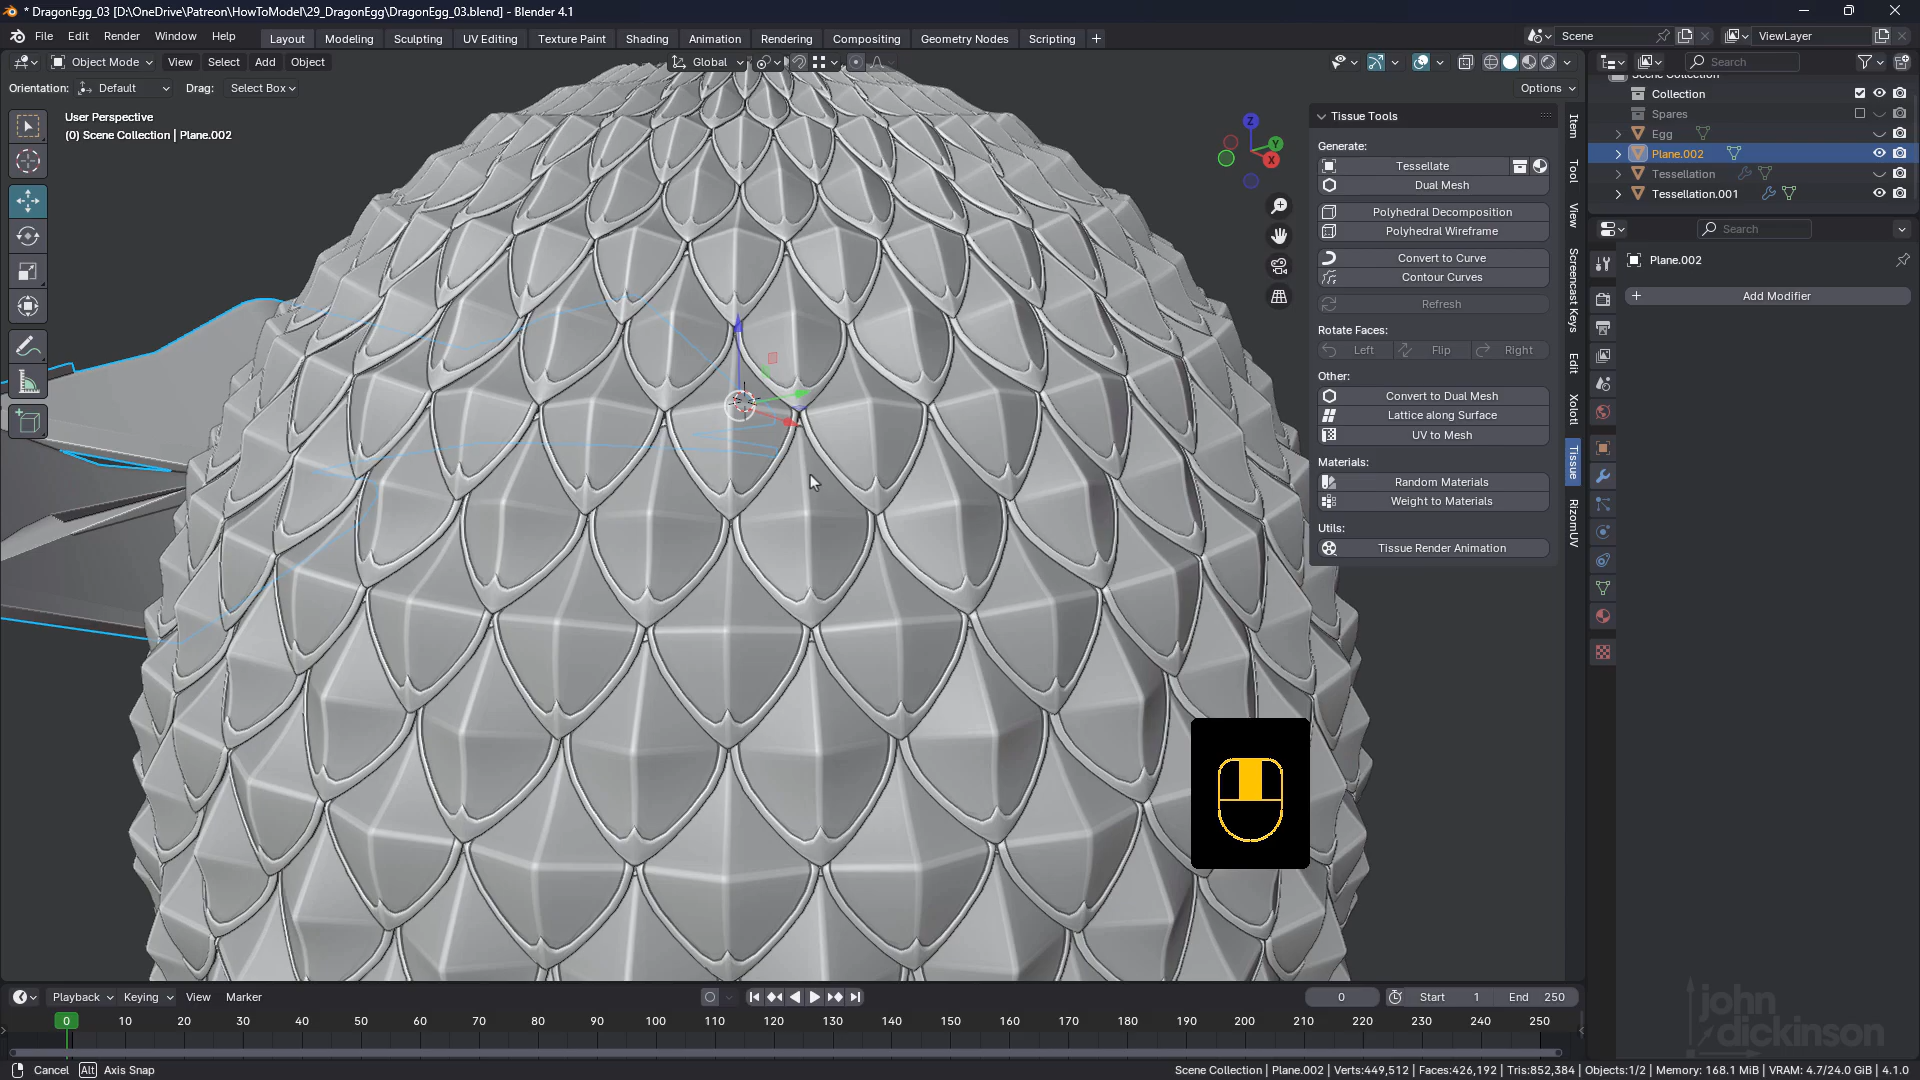 * DragonEgg_03 [D:\OneDrive\Patreon\HowToModel\29_DragonEgg\DragonEgg_03.blend] - Blender 4.1
File Edit Render Window Help Layout Modeling Sculpting UV Editing Texture Paint Shading Animation Rendering Compositing Geometry Nodes Scripting + Scene ViewLayer
Object Mode View Select Add Object Global Search
Orientation: Default Drag: Select Box Options
User Perspective
(0) Scene Collection | Plane.002
Scene Collection
Collection
Spares
Egg
Plane.002
Tessellation
Tessellation.001
Search
Plane.002
+ Add Modifier
Z
Y
X
Tissue Tools
Generate:
Tessellate
Dual Mesh
Polyhedral Decomposition
Polyhedral Wireframe
Convert to Curve
Contour Curves
Refresh
Rotate Faces:
Left Flip Right
Other:
Convert to Dual Mesh
Lattice along Surface
UV to Mesh
Materials:
Random Materials
Weight to Materials
Utils:
Tissue Render Animation
Item
Tool
View
Screencast Keys
Edit
Xolotl
Tissue
RizomUV
Playback Keying View Marker 0 Start 1 End 250
0 10 20 30 40 50 60 70 80 90 100 110 120 130 140 150 160 170 180 190 200 210 220 230 240 250
john
dickinson
Cancel Alt Axis Snap
Scene Collection | Plane.002 | Verts:449,512 | Faces:426,192 | Tris:852,384 | Objects:1/2 | Memory: 168.1 MiB | VRAM: 4.7/24.0 GiB | 4.1.0